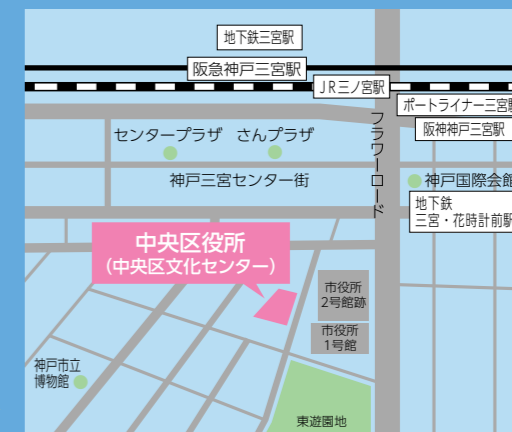 地下鉄三宮駅
阪急神戸三宮駅
JR三ノ宮駅
ポートライナー三宮駅
阪神神戸三宮駅
フラワーロード
センタープラザ さんプラザ
神戸三宮センター街
神戸国際会館
地下鉄
三宮・花時計前駅
中央区役所
(中央区文化センター)
市役所
2号館跡
市役所
1号館
神戸市立
博物館
東遊園地